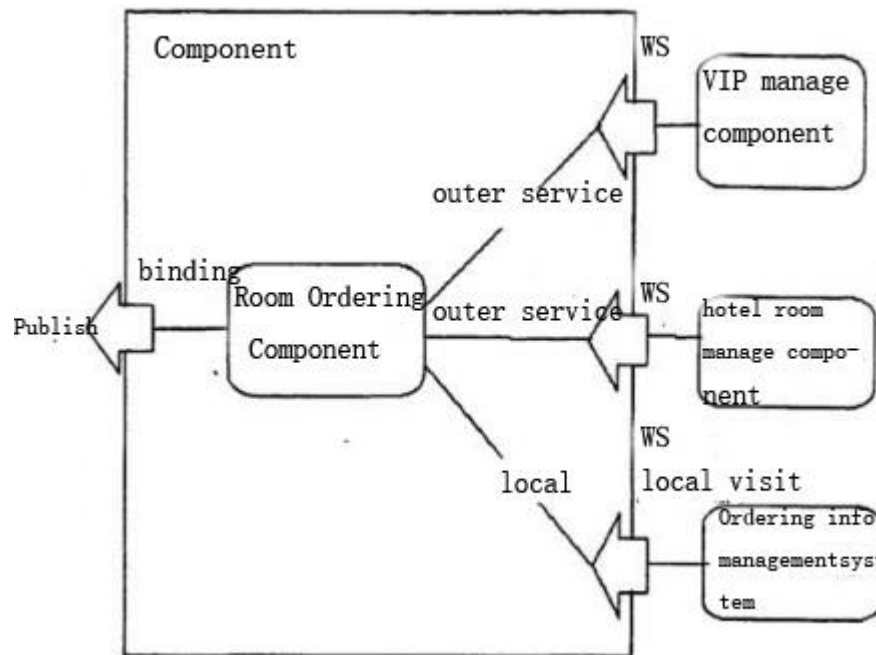 Component
WS
VIP manage
component
outer service
binding
Room Ordering
Component
Publish
outer service
WS
hotel room
manage compo-
nent
WS
local
local visit
Ordering info
managementsyst
tem